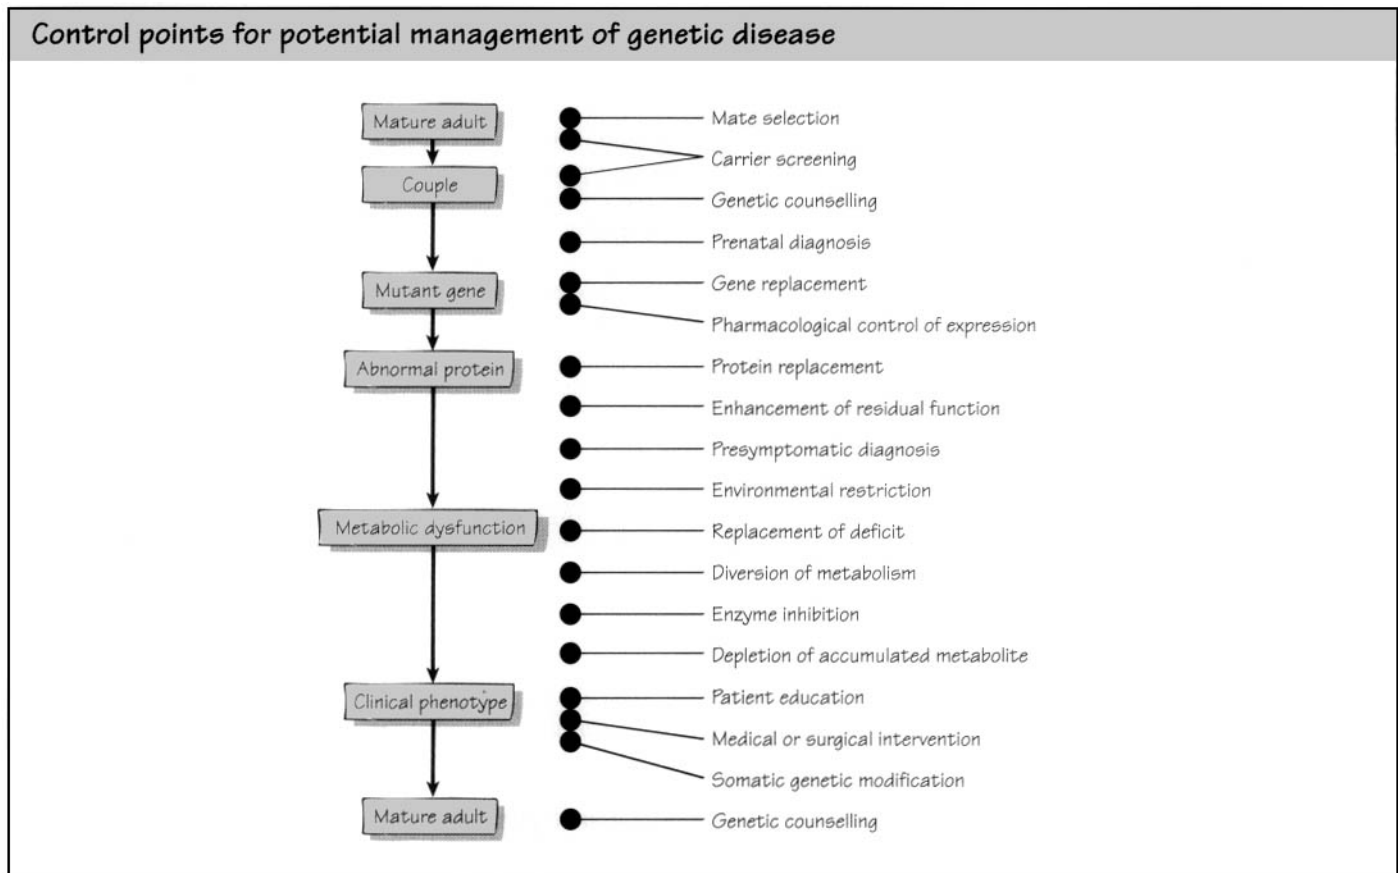 Control points for potential management of genetic disease
Mature adult
Mate selection
Carrier screening
Couple
Genetic counselling
Prenatal diagnosis
Mutant gene
Gene replacement
Pharmacological control of expression
Abnormal protein
Protein replacement
Enhancement of residual function
Presymptomatic diagnosis
Environmental restriction
Metabolic dysfunction
Replacement of deficit
Diversion of metabolism
Enzyme inhibition
Depletion of accumulated metabolite
Clinical phenotype
Patient education
Medical or surgical intervention
Somatic genetic modification
Mature adult
Genetic counselling